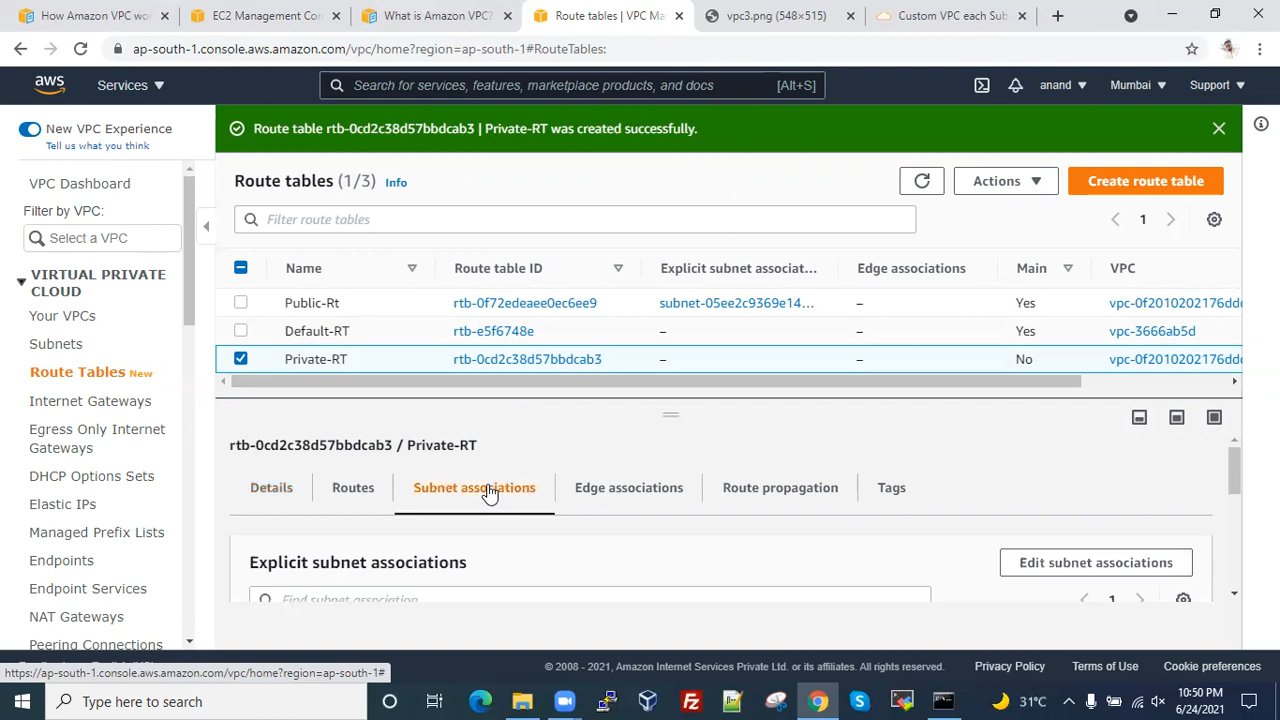 How Amazon VPC wo
EC2 Management Con
What is Amazon VPC?
Route tables | VPC Ma
vpc3.png (548×515)
Custom VPC each Sub
ap-south-1.console.aws.amazon.com/vpc/home?region=ap-south-1#RouteTables:
aws
Services
Search for services, features, marketplace products, and docs
[Alt+S]
anand
Mumbai
Support
New VPC Experience
Tell us what you think
VPC Dashboard
Filter by VPC:
Select a VPC
VIRTUAL PRIVATE
CLOUD
Your VPCs
Subnets
Route Tables New
Internet Gateways
Egress Only Internet
Gateways
DHCP Options Sets
Elastic IPs
Managed Prefix Lists
Endpoints
Endpoint Services
NAT Gateways
Peering Connections
Route table rtb-0cd2c38d57bbdcab3 | Private-RT was created successfully.
Route tables (1/3) Info
Actions
Create route table
Filter route tables
1
Name Route table ID Explicit subnet associat... Edge associations Main VPC
Public-Rt rtb-0f72edeaee0ec6ee9 subnet-05ee2c9369e14... – Yes vpc-0f2010202176ddc
Default-RT rtb-e5f6748e – – Yes vpc-3666ab5d
Private-RT rtb-0cd2c38d57bbdcab3 – – No vpc-0f2010202176ddc
rtb-0cd2c38d57bbdcab3 / Private-RT
Details Routes Subnet associations Edge associations Route propagation Tags
Explicit subnet associations
Edit subnet associations
Find subnet association
1
https://ap-south-1.console.aws.amazon.com/vpc/home?region=ap-south-1#
© 2008 - 2021, Amazon Internet Services Private Ltd. or its affiliates. All rights reserved.
Privacy Policy
Terms of Use
Cookie preferences
Type here to search
31°C
10:50 PM
6/24/2021